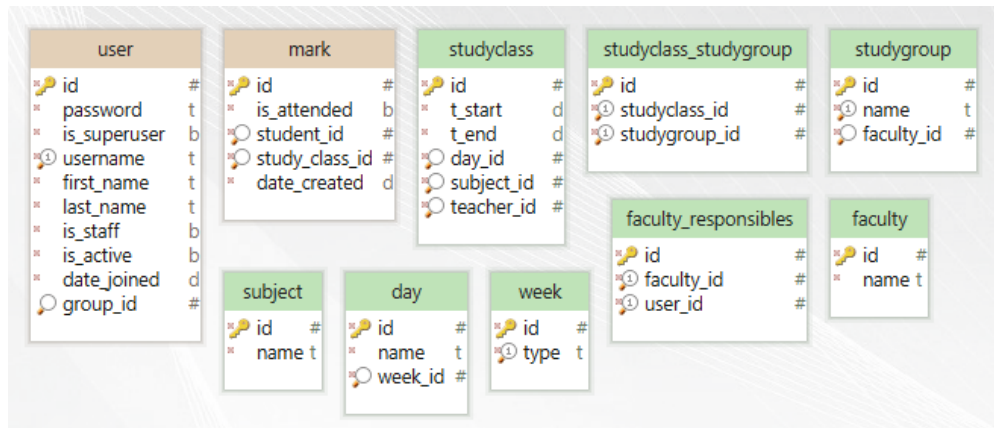 user
id #
password t
is_superuser b
username t
first_name t
last_name t
is_staff b
is_active b
date_joined d
group_id #
mark
id #
is_attended b
student_id #
study_class_id #
date_created d
studyclass
id #
t_start d
t_end d
day_id #
subject_id #
teacher_id #
studyclass_studygroup
id #
studyclass_id #
studygroup_id #
studygroup
id #
name t
faculty_id #
faculty_responsibles
id #
faculty_id #
user_id #
faculty
id #
name t
subject
id #
name t
day
id #
name t
week_id #
week
id #
type t